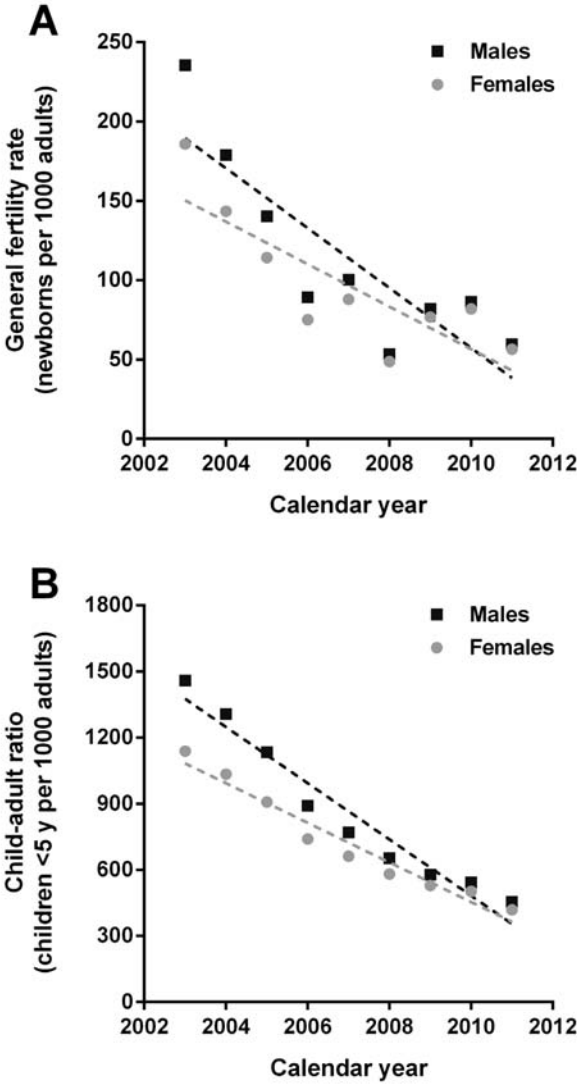 A
General fertility rate
(newborns per 1000 adults)
250
200
150
100
50
0
2002 2004 2006 2008 2010 2012
Calendar year
Males
Females
B
Child-adult ratio
(children <5 y per 1000 adults)
1800
1500
1200
900
600
300
0
2002 2004 2006 2008 2010 2012
Calendar year
Males
Females